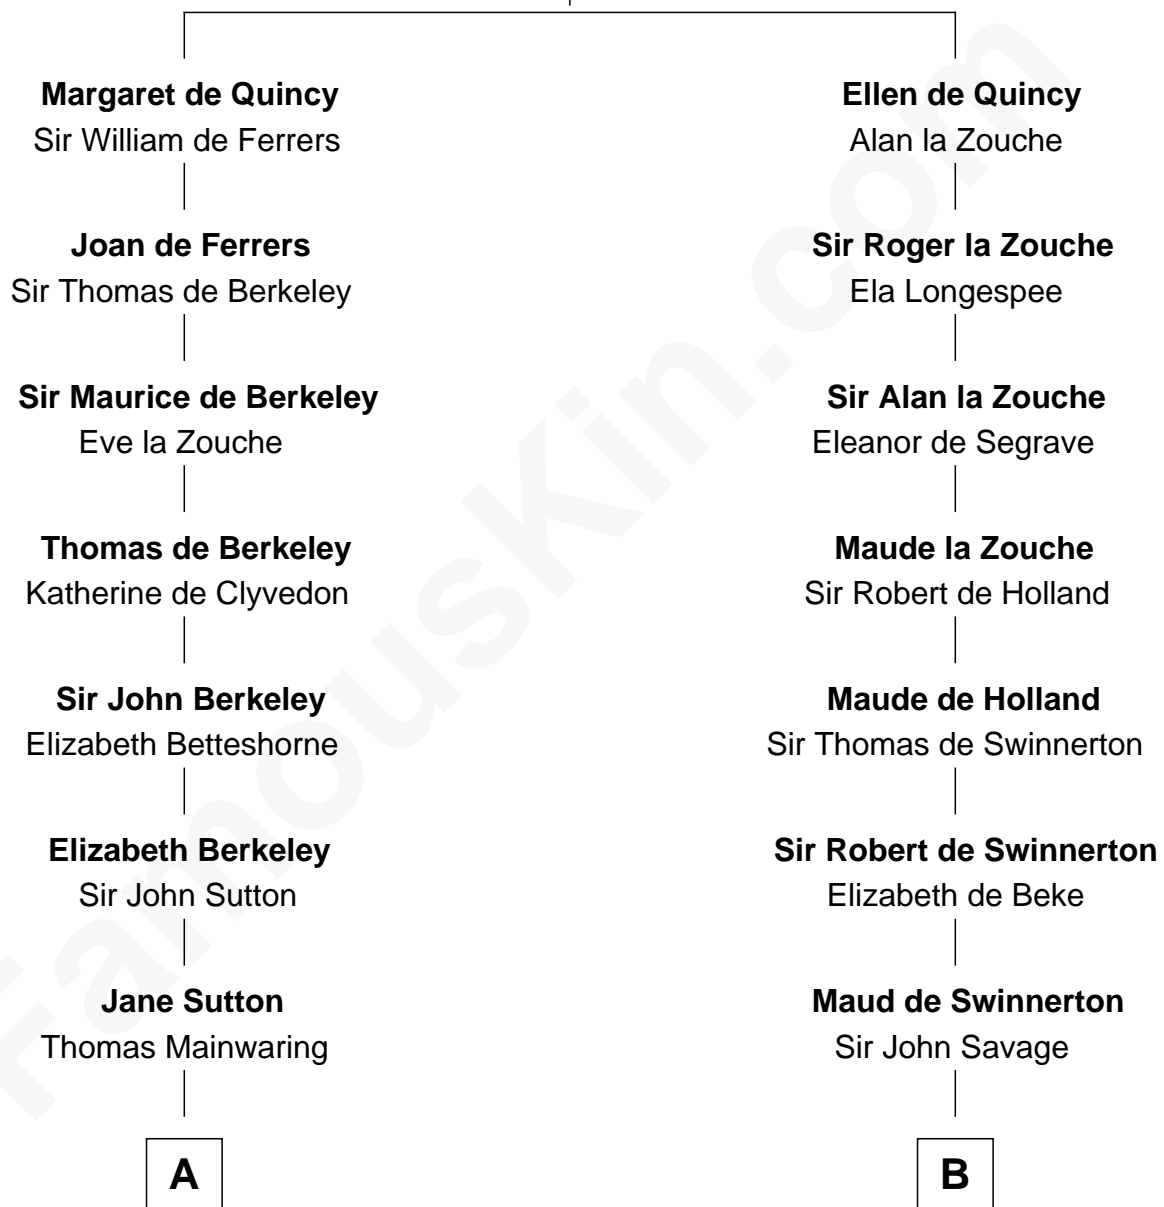 Margaret de Quincy
Sir William de Ferrers
Joan de Ferrers
Sir Thomas de Berkeley
Sir Maurice de Berkeley
Eve la Zouche
Thomas de Berkeley
Katherine de Clyvedon
Sir John Berkeley
Elizabeth Betteshorne
Elizabeth Berkeley
Sir John Sutton
Jane Sutton
Thomas Mainwaring
A
Ellen de Quincy
Alan la Zouche
Sir Roger la Zouche
Ela Longespee
Sir Alan la Zouche
Eleanor de Segrave
Maude la Zouche
Sir Robert de Holland
Maude de Holland
Sir Thomas de Swinnerton
Sir Robert de Swinnerton
Elizabeth de Beke
Maud de Swinnerton
Sir John Savage
B
FamousKin.com